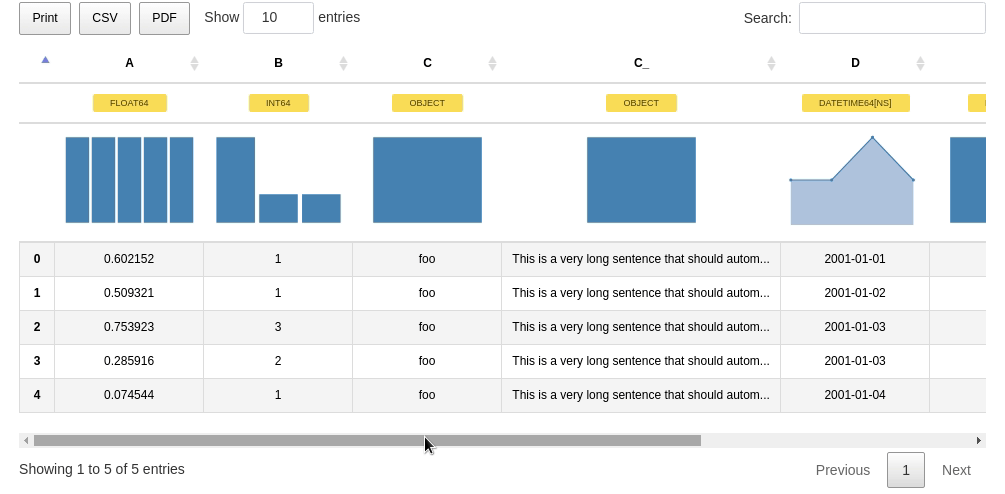 Print CSV PDF Show 10 entries Search:
A B C C_ D
FLOAT64 INT64 OBJECT OBJECT DATETIME64[NS]
0 0.602152 1 foo This is a very long sentence that should autom... 2001-01-01
1 0.509321 1 foo This is a very long sentence that should autom... 2001-01-02
2 0.753923 3 foo This is a very long sentence that should autom... 2001-01-03
3 0.285916 2 foo This is a very long sentence that should autom... 2001-01-03
4 0.074544 1 foo This is a very long sentence that should autom... 2001-01-04
Showing 1 to 5 of 5 entries Previous 1 Next